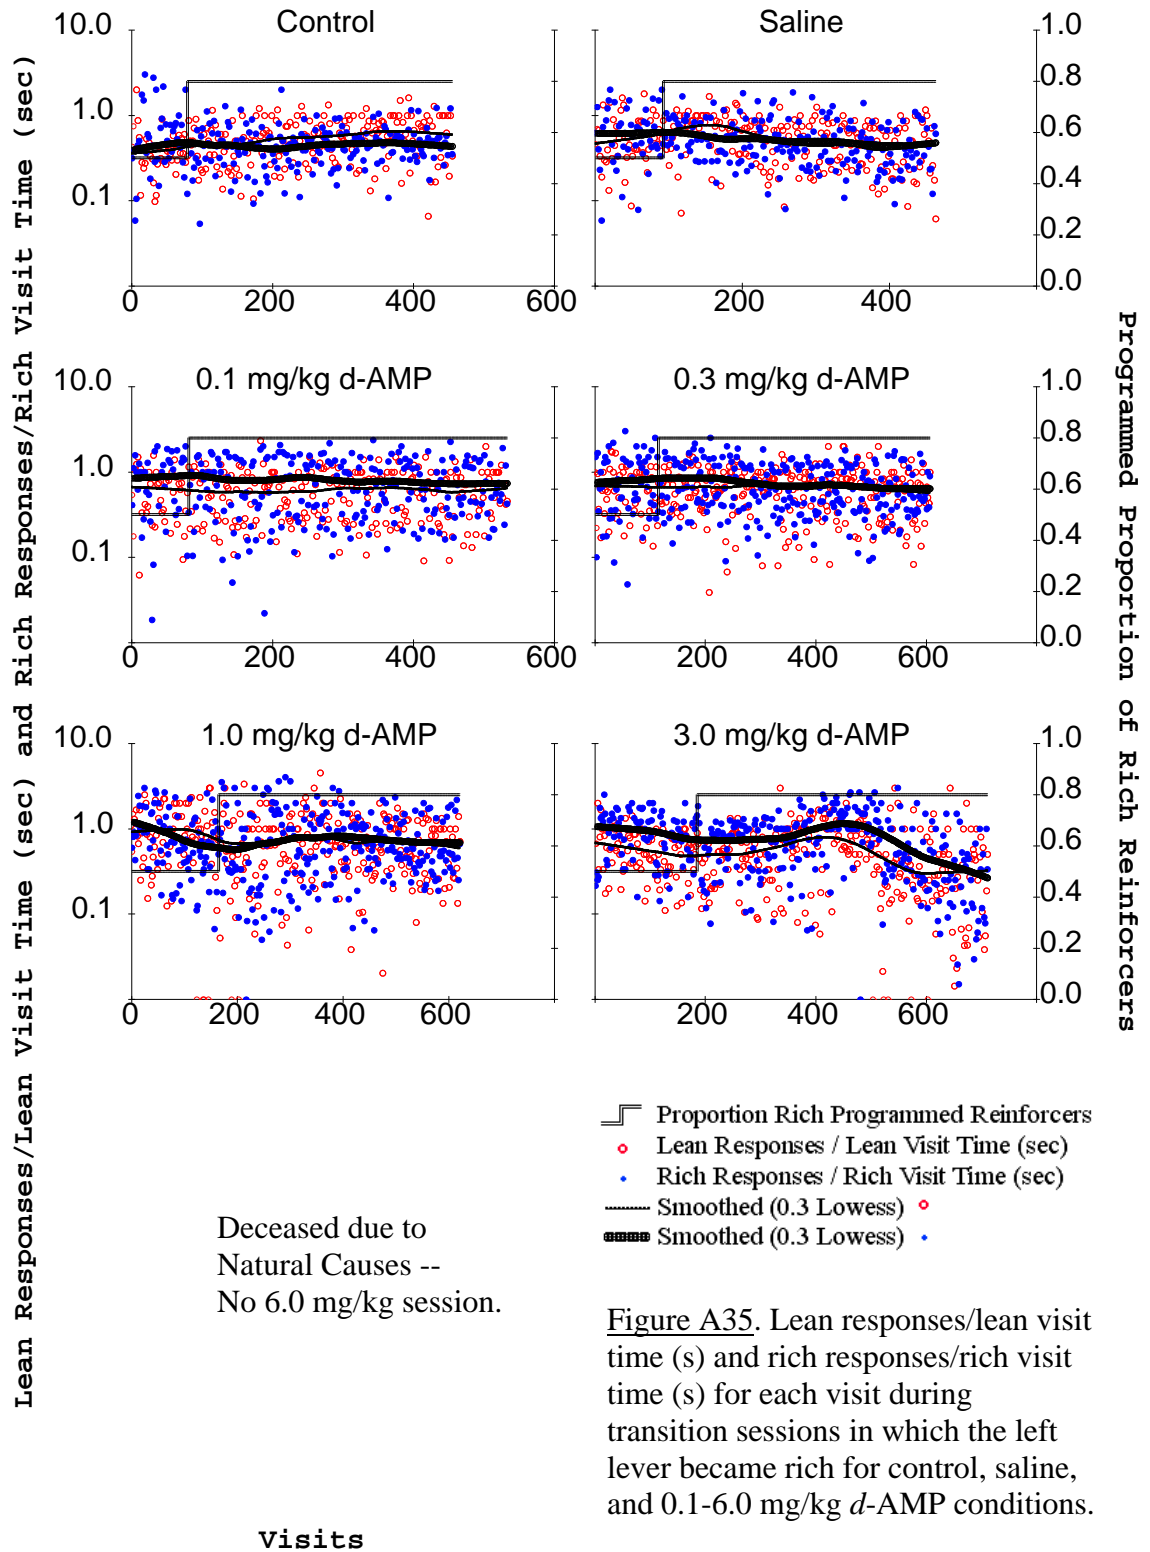 Control
Saline
10.0
1.0
0.1
0
200
400
600
200
400
1.0
0.8
0.6
0.4
0.2
0.0
0.1 mg/kg d-AMP
0.3 mg/kg d-AMP
10.0
1.0
0.1
0
200
400
600
0
200
400
600
1.0
0.8
0.6
0.4
0.2
0.0
1.0 mg/kg d-AMP
3.0 mg/kg d-AMP
10.0
1.0
0.1
0
200
400
600
200
400
600
1.0
0.8
0.6
0.4
0.2
0.0
Lean Responses/Lean Visit Time (sec) and Rich Responses/Rich Visit Time (sec)
Programmed Proportion of Rich Reinforcers
Proportion Rich Programmed Reinforcers
Lean Responses / Lean Visit Time (sec)
Rich Responses / Rich Visit Time (sec)
Smoothed (0.3 Lowess)
Smoothed (0.3 Lowess)
Deceased due to
Natural Causes --
No 6.0 mg/kg session.
Figure A35. Lean responses/lean visit
time (s) and rich responses/rich visit
time (s) for each visit during
transition sessions in which the left
lever became rich for control, saline,
and 0.1-6.0 mg/kg d-AMP conditions.
Visits